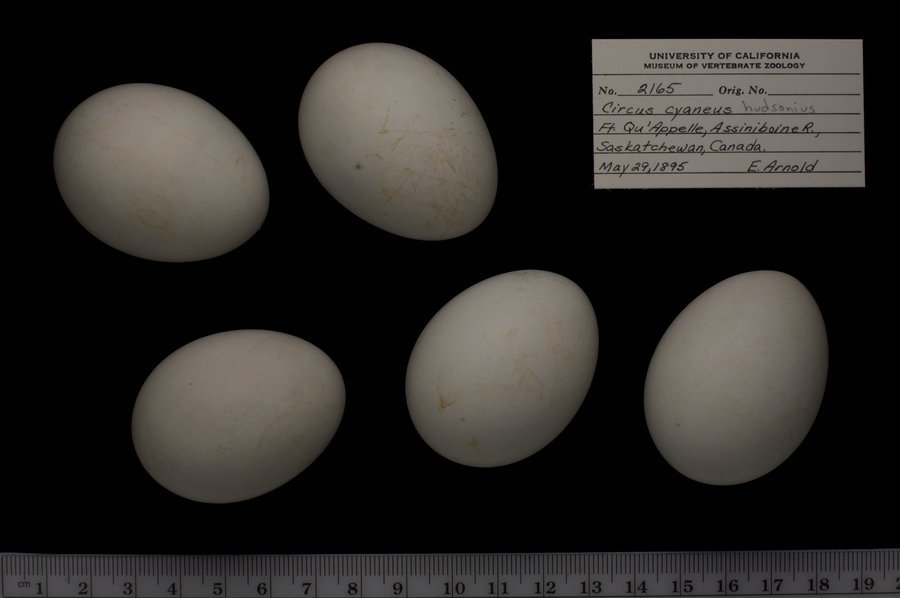 UNIVERSITY OF CALIFORNIA
MUSEUM OF VERTEBRATE ZOOLOGY
No. 2165 Orig. No.
Circus cyaneus hudsonius
Ft. Qu'Appelle, Assiniboine R.,
Saskatchewan, Canada.
May 29, 1895 E. Arnold
cm 1 2 3 4 5 6 7 8 9 10 11 12 13 14 15 16 17 18 19 2